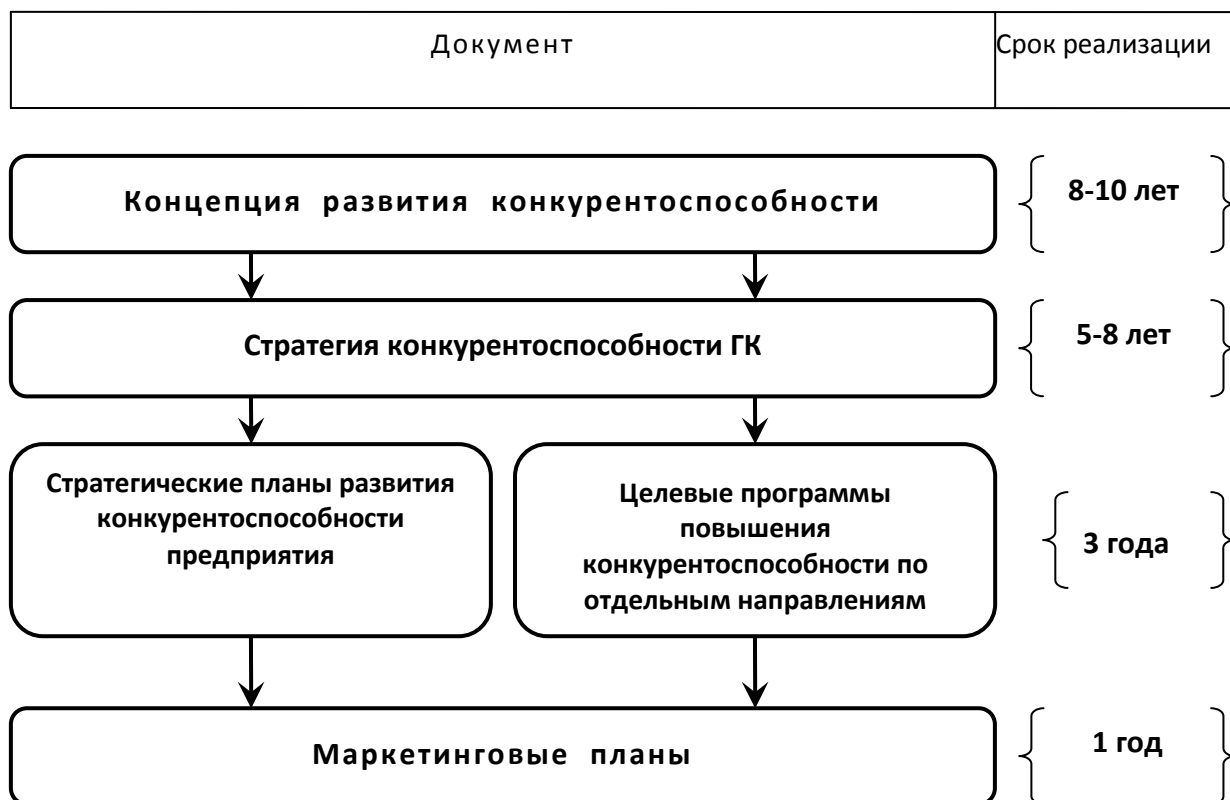 Документ
Срок реализации
Концепция развития конкурентоспособности
8-10 лет
Стратегия конкурентоспособности ГК
5-8 лет
Стратегические планы развития
конкурентоспособности
предприятия
Целевые программы
повышения
конкурентоспособности по
отдельным направлениям
3 года
Маркетинговые планы
1 год